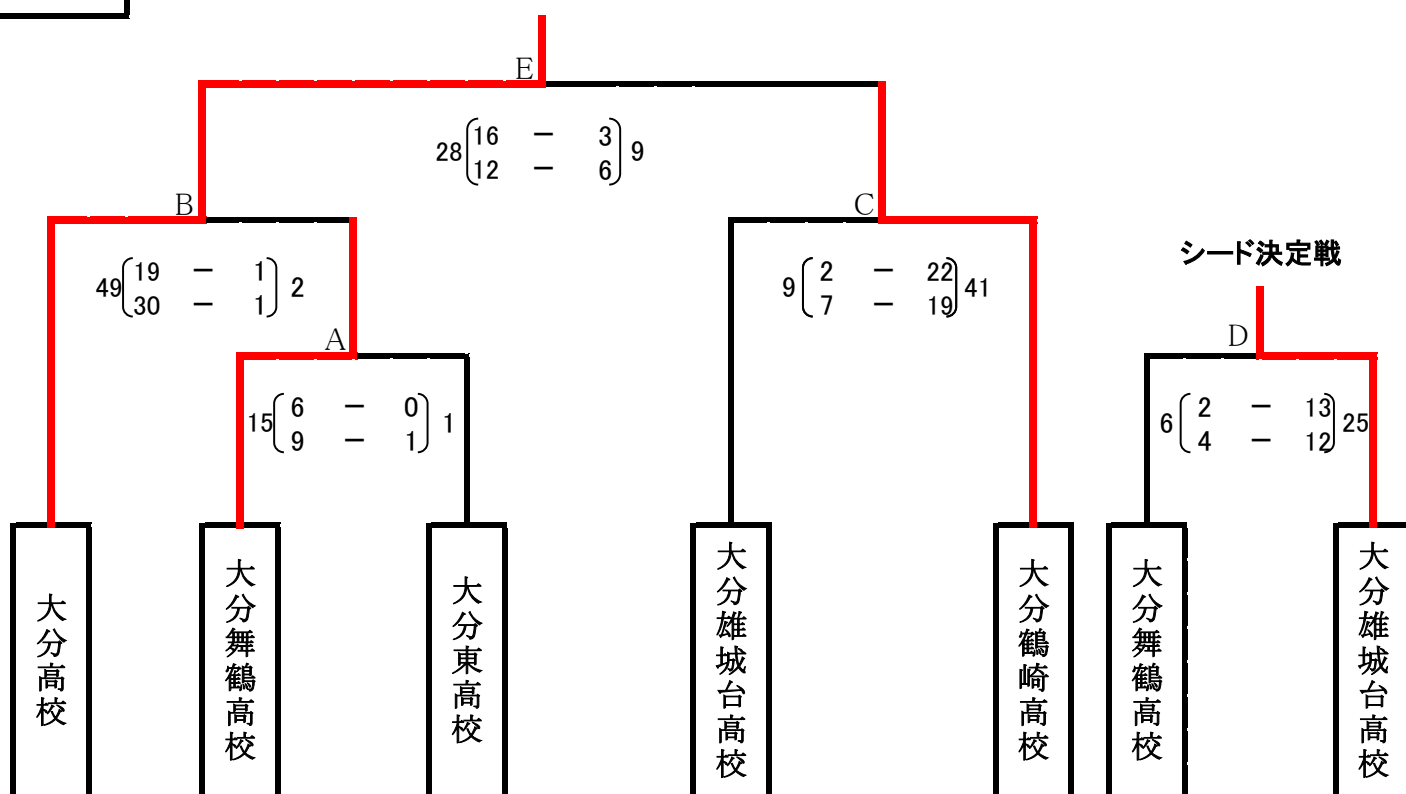 E
28 16 － 3 9
12 － 6
B
C
49 19 － 1 2
30 － 1
9 2 － 22 41
7 － 19
シード決定戦
A
D
15 6 － 0 1
9 － 1
6 2 － 13 25
4 － 12
大分高校
大分舞鶴高校
大分東高校
大分雄城台高校
大分鶴崎高校
大分舞鶴高校
大分雄城台高校